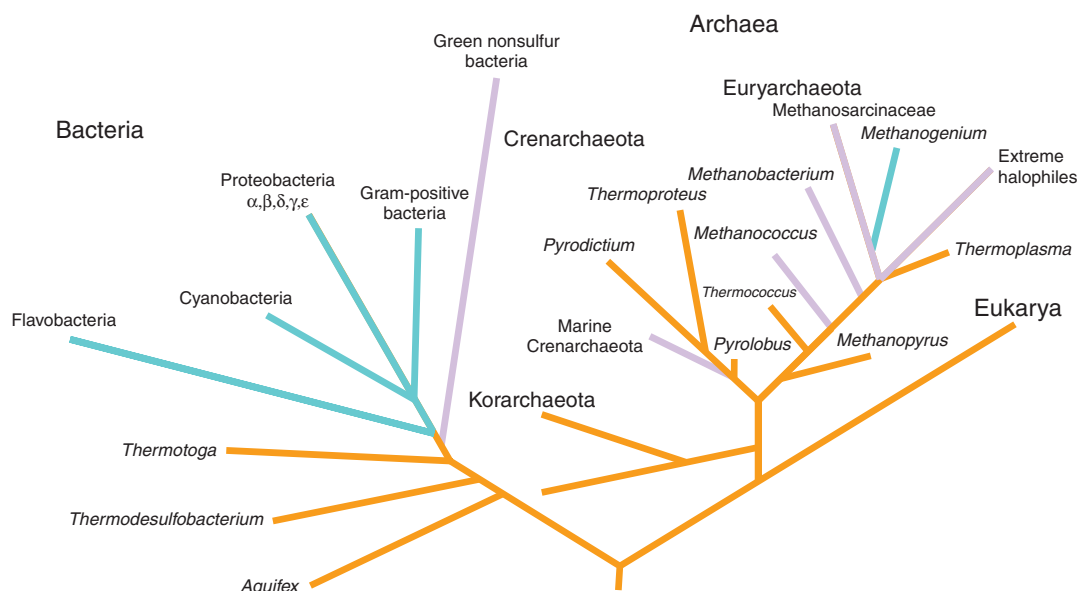 Archaea
Green nonsulfur
bacteria
Euryarchaeota
Methanosarcinaceae
Bacteria
Crenarchaeota
Methanogenium
Extreme
halophiles
Proteobacteria
α,β,δ,γ,ε
Gram-positive
bacteria
Methanobacterium
Thermoproteus
Methanococcus
Pyrodictium
Thermoplasma
Cyanobacteria
Thermococcus
Eukarya
Flavobacteria
Marine
Crenarchaeota
Pyrolobus
Methanopyrus
Korarchaeota
Thermotoga
Thermodesulfobacterium
Aquifex